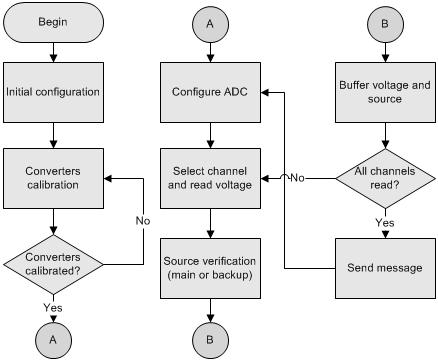 Begin
Initial configuration
Converters
calibration
No
Converters
calibrated?
Yes
A
A
Configure ADC
Select channel
and read voltage
Source verification
(main or backup)
B
B
Buffer voltage and
source
All channels
read?
No
Yes
Send message